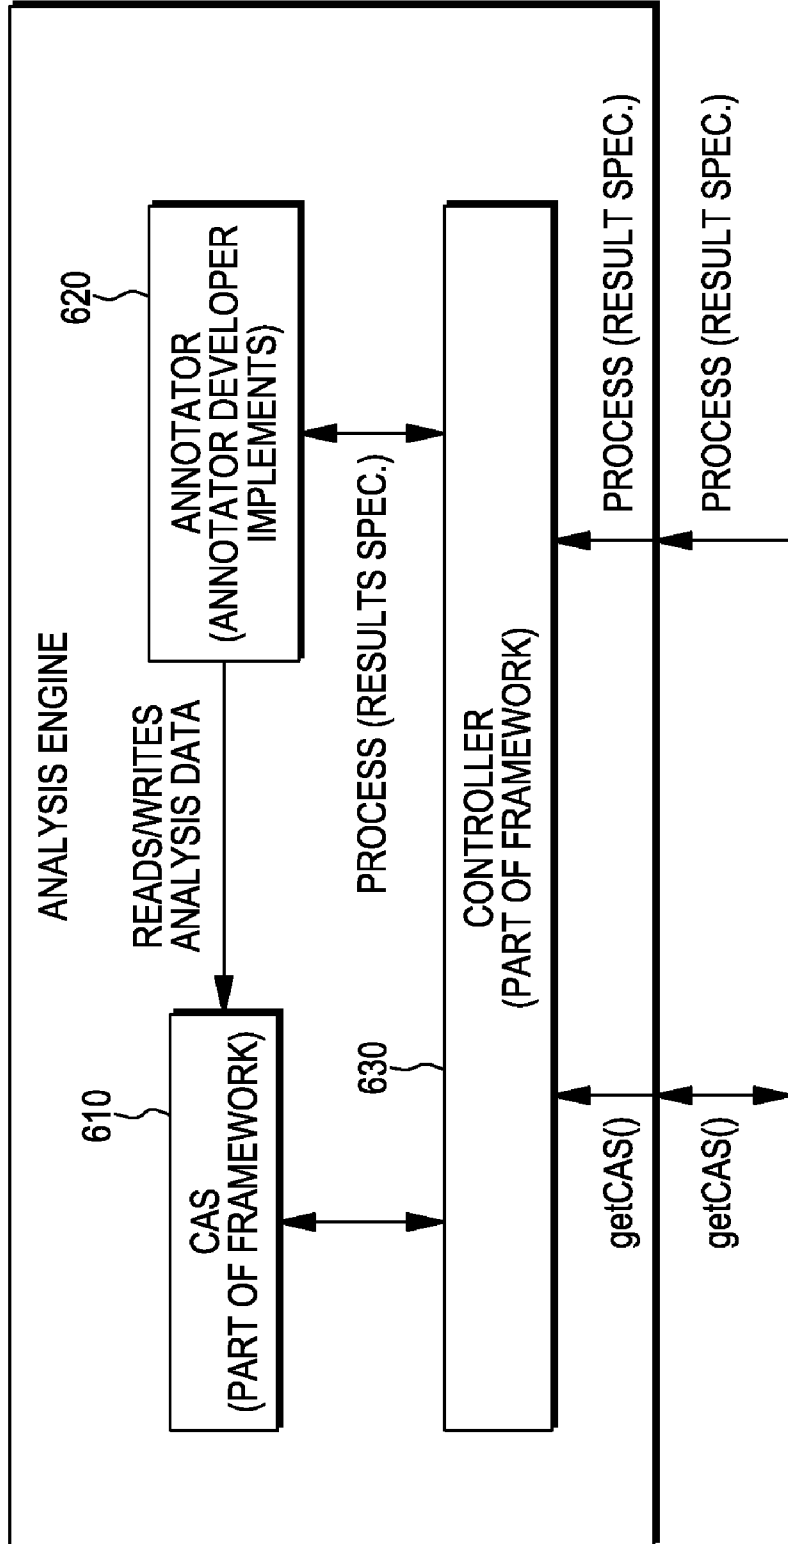 ANALYSIS ENGINE
610
CAS
(PART OF FRAMEWORK)
READS/WRITES
ANALYSIS DATA
620
ANNOTATOR
(ANNOTATOR DEVELOPER
IMPLEMENTS)
PROCESS (RESULTS SPEC.)
630
CONTROLLER
(PART OF FRAMEWORK)
getCAS()
PROCESS (RESULT SPEC.)
getCAS()
PROCESS (RESULT SPEC.)